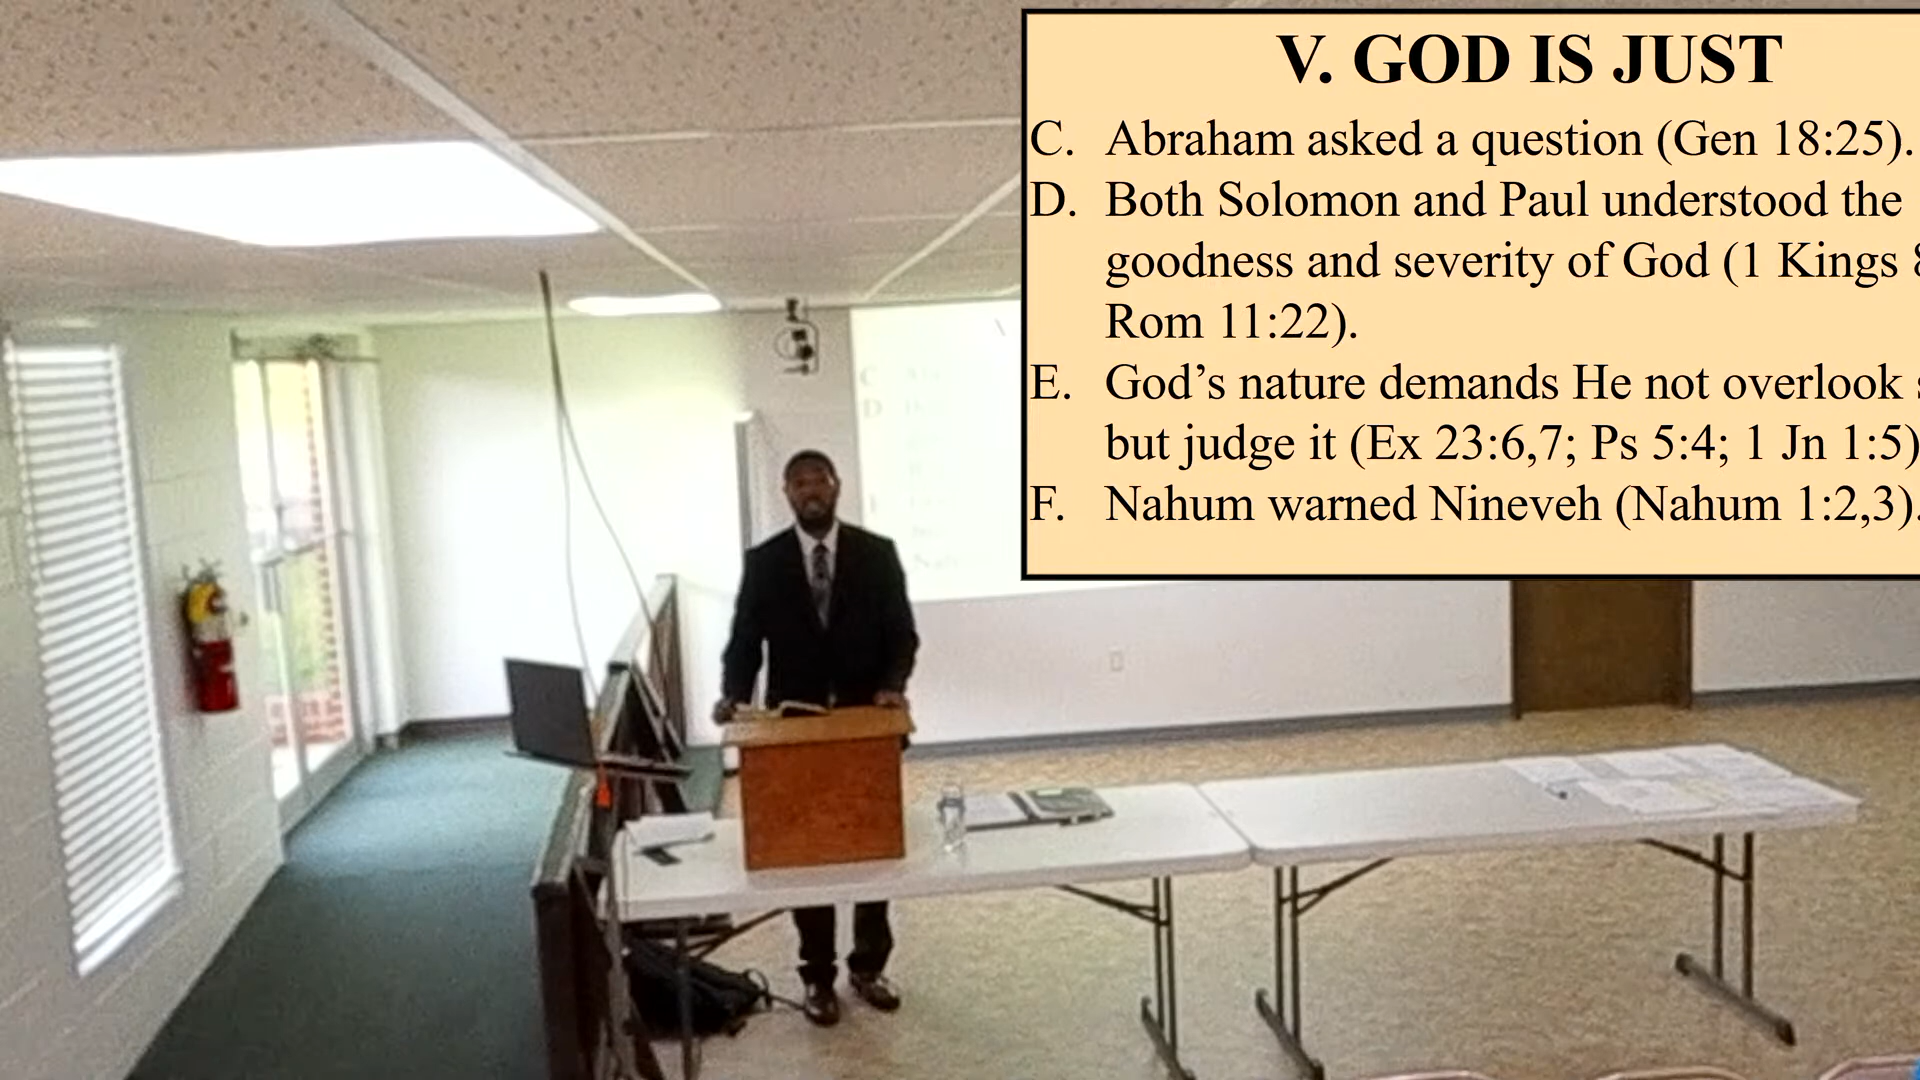 V. GOD IS JUST
C. Abraham asked a question (Gen 18:25).
D. Both Solomon and Paul understood the
goodness and severity of God (1 Kings
Rom 11:22).
E. God’s nature demands He not overlook
but judge it (Ex 23:6,7; Ps 5:4; 1 Jn 1:5)
F. Nahum warned Nineveh (Nahum 1:2,3).